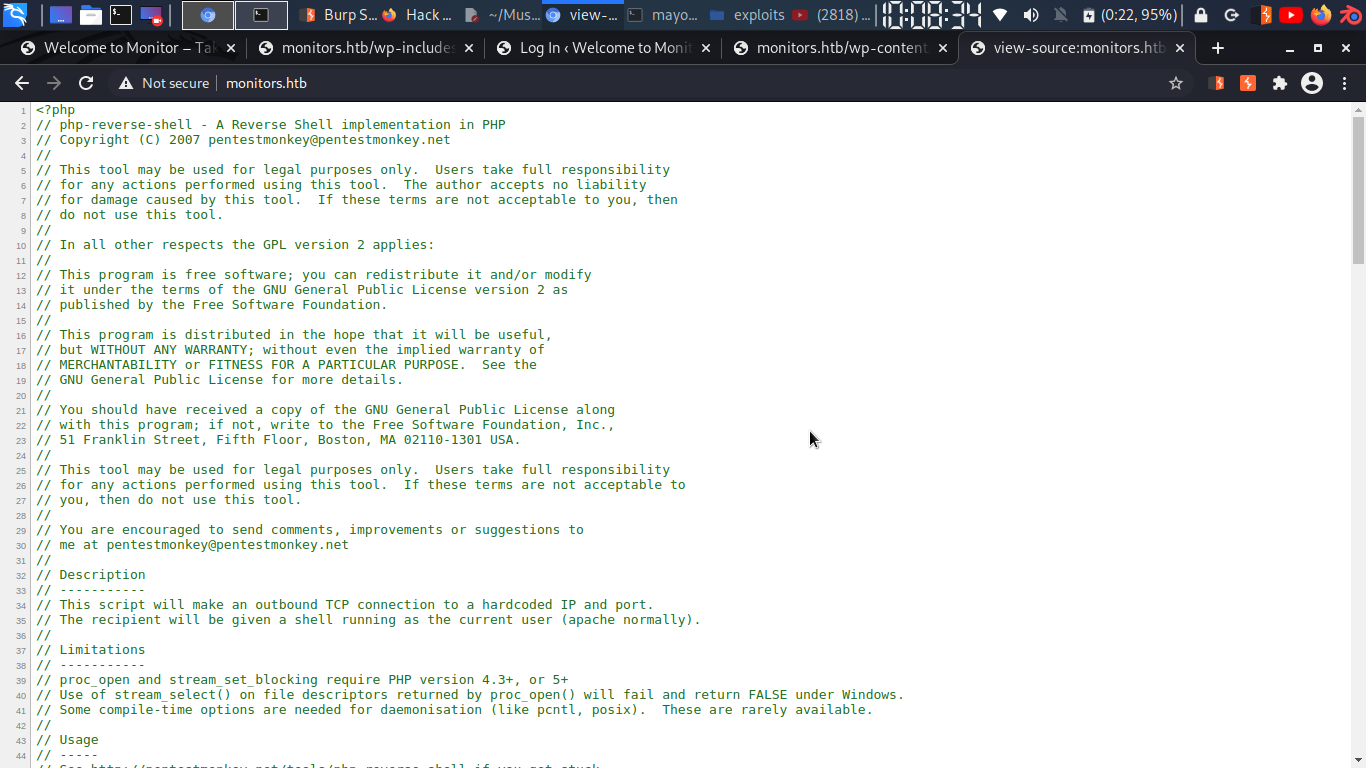 Burp S... Hack ... ~/Mus... view-... mayo... exploits (2818) ... 10:08:34 (0:22, 95%)
Welcome to Monitor – Tak monitors.htb/wp-includes Log In ‹ Welcome to Monit monitors.htb/wp-content view-source:monitors.htb
Not secure monitors.htb
1 <?php
2 // php-reverse-shell - A Reverse Shell implementation in PHP
3 // Copyright (C) 2007 pentestmonkey@pentestmonkey.net
4 //
5 // This tool may be used for legal purposes only.  Users take full responsibility
6 // for any actions performed using this tool.  The author accepts no liability
7 // for damage caused by this tool.  If these terms are not acceptable to you, then
8 // do not use this tool.
9 //
10 // In all other respects the GPL version 2 applies:
11 //
12 // This program is free software; you can redistribute it and/or modify
13 // it under the terms of the GNU General Public License version 2 as
14 // published by the Free Software Foundation.
15 //
16 // This program is distributed in the hope that it will be useful,
17 // but WITHOUT ANY WARRANTY; without even the implied warranty of
18 // MERCHANTABILITY or FITNESS FOR A PARTICULAR PURPOSE.  See the
19 // GNU General Public License for more details.
20 //
21 // You should have received a copy of the GNU General Public License along
22 // with this program; if not, write to the Free Software Foundation, Inc.,
23 // 51 Franklin Street, Fifth Floor, Boston, MA 02110-1301 USA.
24 //
25 // This tool may be used for legal purposes only.  Users take full responsibility
26 // for any actions performed using this tool.  If these terms are not acceptable to
27 // you, then do not use this tool.
28 //
29 // You are encouraged to send comments, improvements or suggestions to
30 // me at pentestmonkey@pentestmonkey.net
31 //
32 // Description
33 // -----------
34 // This script will make an outbound TCP connection to a hardcoded IP and port.
35 // The recipient will be given a shell running as the current user (apache normally).
36 //
37 // Limitations
38 // -----------
39 // proc_open and stream_set_blocking require PHP version 4.3+, or 5+
40 // Use of stream_select() on file descriptors returned by proc_open() will fail and return FALSE under Windows.
41 // Some compile-time options are needed for daemonisation (like pcntl, posix).  These are rarely available.
42 //
43 // Usage
44 // -----
// See http://pentestmonkey.net/tools/php-reverse-shell if you get stuck.